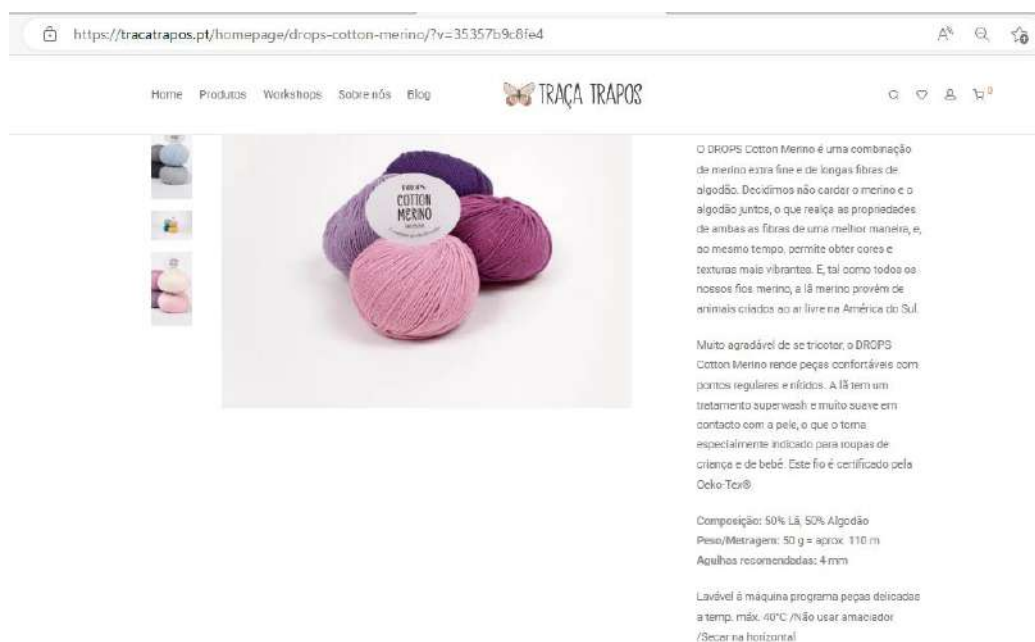 https://tracatrapos.pt/homepage/drops-cotton-merino/?v=35357b9c8fe4
Home Produtos Workshops Sobre nós Blog
TRAÇA TRAPOS
0
COTTON
MERINO
O DROPS Cotton Merino é uma combinação
de merino extra fine e de longas fibras de
algodão. Decidimos não cardar o merino e o
algodão juntos, o que realça as propriedades
de ambas as fibras de uma melhor maneira, e,
ao mesmo tempo, permite obter cores e
texturas mais vibrantes. E, tal como todos os
nossos fios merino, a lã merino provém de
animais criados ao ar livre na América do Sul.
Muito agradável de se tricotar, o DROPS
Cotton Merino rende peças confortáveis com
pontos regulares e nítidos. A lã tem um
tratamento superwash e muito suave em
contacto com a pele, o que o torna
especialmente indicado para roupas de
criança e de bebé. Este fio é certificado pela
Oeko-Tex®.
Composição: 50% Lã, 50% Algodão
Peso/Metragem: 50 g = aprox. 110 m
Agulhas recomendadas: 4 mm
Lavável à máquina programa peças delicadas
a temp. máx. 40°C /Não usar amaciador
/Secar na horizontal